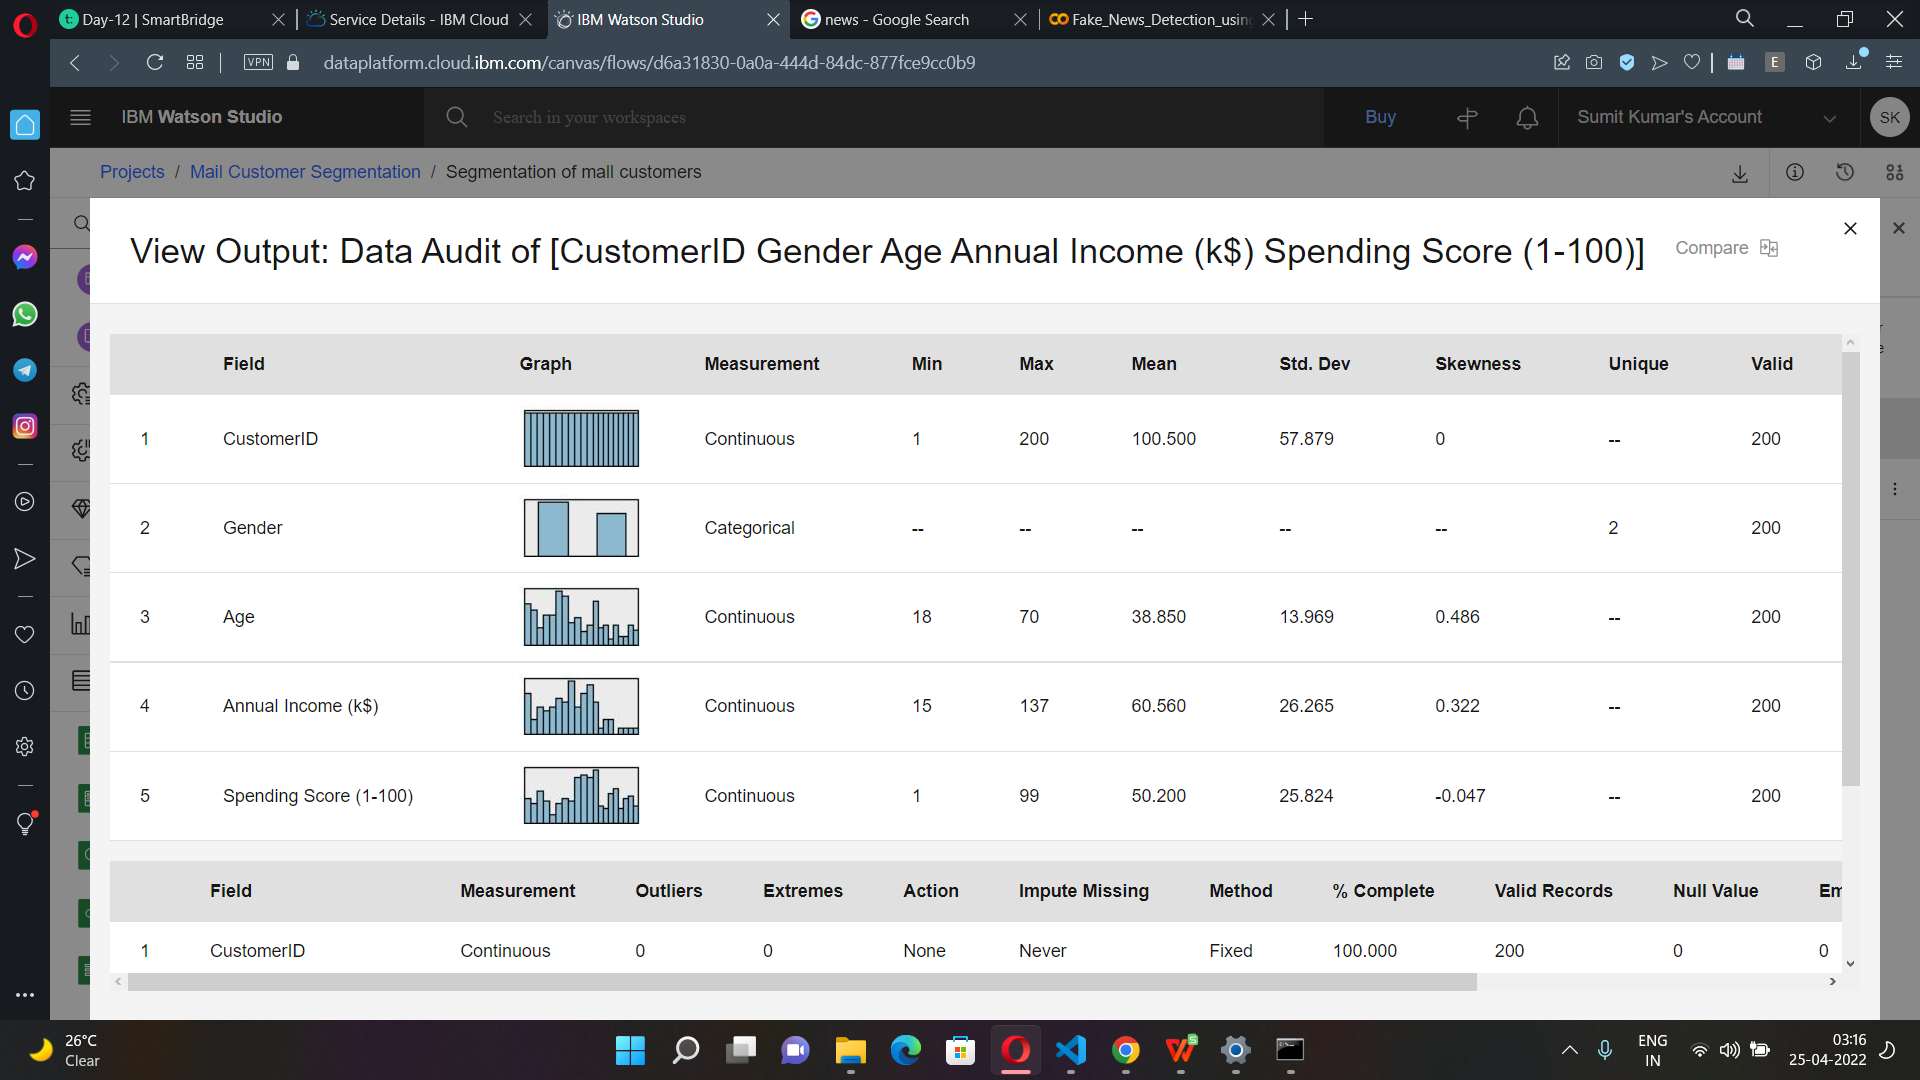 Day-12 | SmartBridge
Service Details - IBM Cloud
IBM Watson Studio
news - Google Search
Fake_News_Detection_usin
VPN
dataplatform.cloud.ibm.com/canvas/flows/d6a31830-0a0a-444d-84dc-877fce9cc0b9
E
IBM Watson Studio
Search in your workspaces
Buy
Sumit Kumar's Account
SK
Projects / Mail Customer Segmentation / Segmentation of mall customers
View Output: Data Audit of [CustomerID Gender Age Annual Income (k$) Spending Score (1-100)]
Compare
Field Graph Measurement Min Max Mean Std. Dev Skewness Unique Valid
1 CustomerID Continuous 1 200 100.500 57.879 0 -- 200
2 Gender Categorical -- -- -- -- -- 2 200
3 Age Continuous 18 70 38.850 13.969 0.486 -- 200
4 Annual Income (k$) Continuous 15 137 60.560 26.265 0.322 -- 200
5 Spending Score (1-100) Continuous 1 99 50.200 25.824 -0.047 -- 200
Field Measurement Outliers Extremes Action Impute Missing Method % Complete Valid Records Null Value Em
1 CustomerID Continuous 0 0 None Never Fixed 100.000 200 0 0
26°C
Clear
ENG
IN
03:16
25-04-2022